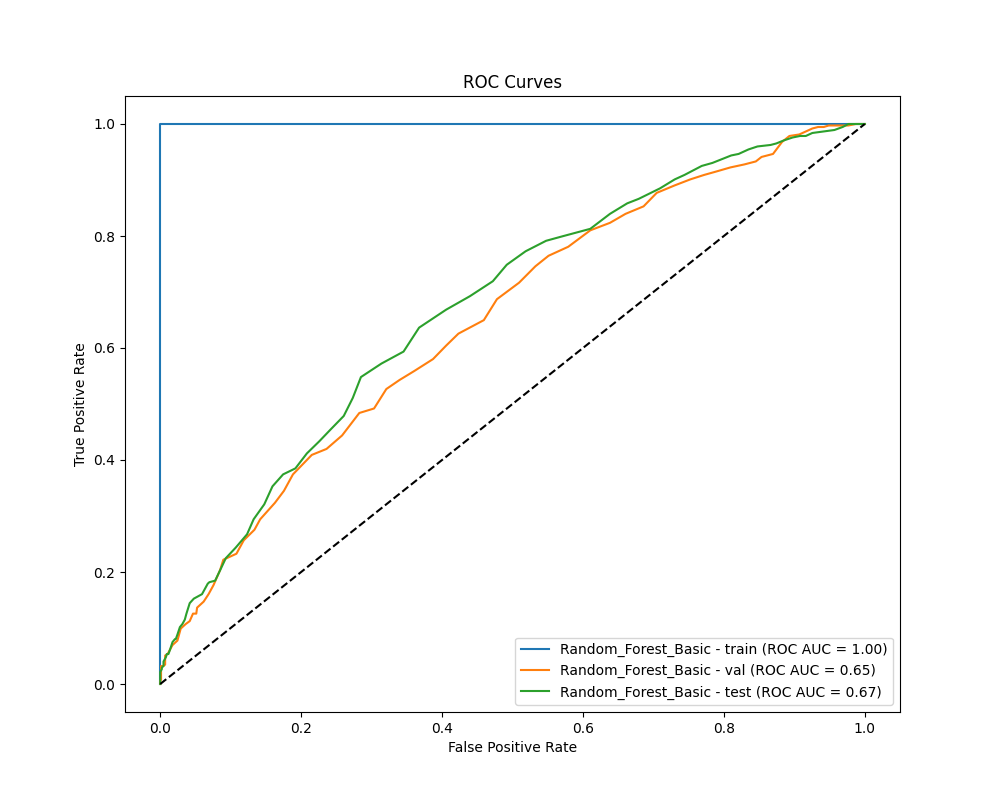 ROC Curves
True Positive Rate
1.0
0.8
0.6
0.4
0.2
0.0
0.0 0.2 0.4 0.6 0.8 1.0
False Positive Rate
Random_Forest_Basic - train (ROC AUC = 1.00)
Random_Forest_Basic - val (ROC AUC = 0.65)
Random_Forest_Basic - test (ROC AUC = 0.67)